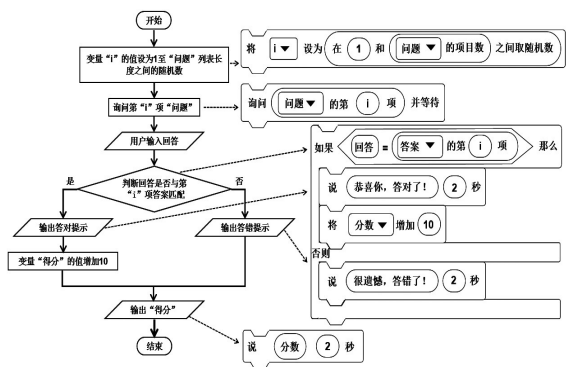 开始
变量“i”的值设为1至“问题”列表长
度之间的随机数
询问第“i”项“问题”
用户输入回答
判断回答是否与第
“i”项答案匹配
是
否
输出答对提示
输出答错提示
变量“得分”的值增加10
输出“得分”
结束
将 i▼ 设为 在 1 和 问题▼ 的项目数 之间取随机数
询问 问题▼ 的第 i 项 并等待
如果 回答 = 答案▼ 的第 i 项 那么
说 恭喜你，答对了！ 2 秒
将 分数▼ 增加 10
否则
说 很遗憾，答错了！ 2 秒
说 分数 2 秒